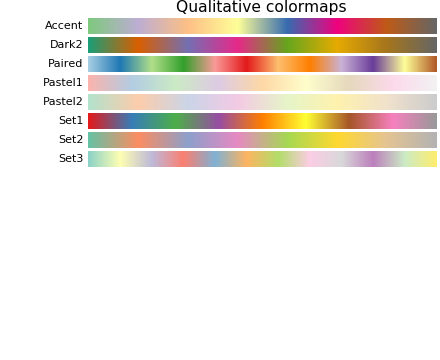 Qualitative colormaps
Accent
Dark2
Paired
Pastel1
Pastel2
Set1
Set2
Set3